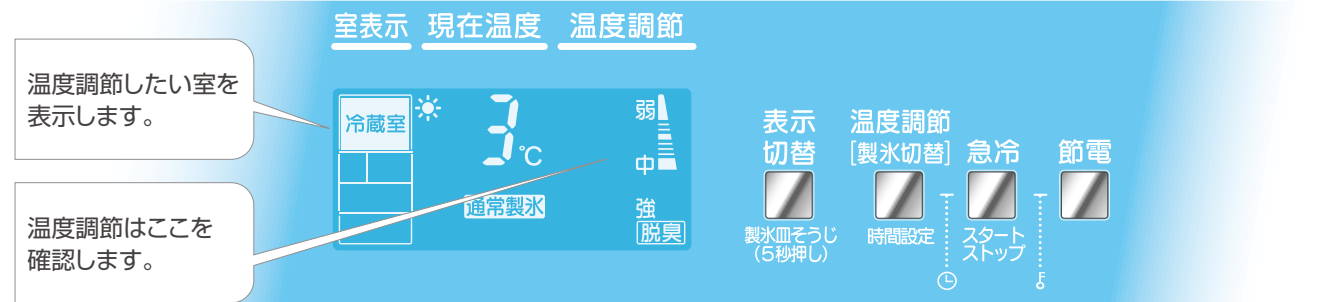 室表示 現在温度 温度調節
温度調節したい室を
表示します。
冷蔵室
3℃
弱
中
強
通常製氷
脱臭
温度調節はここを
確認します。
表示
切替
製氷皿そうじ
(5秒押し)
温度調節
[製氷切替]
時間設定
急冷
スタート
ストップ
節電